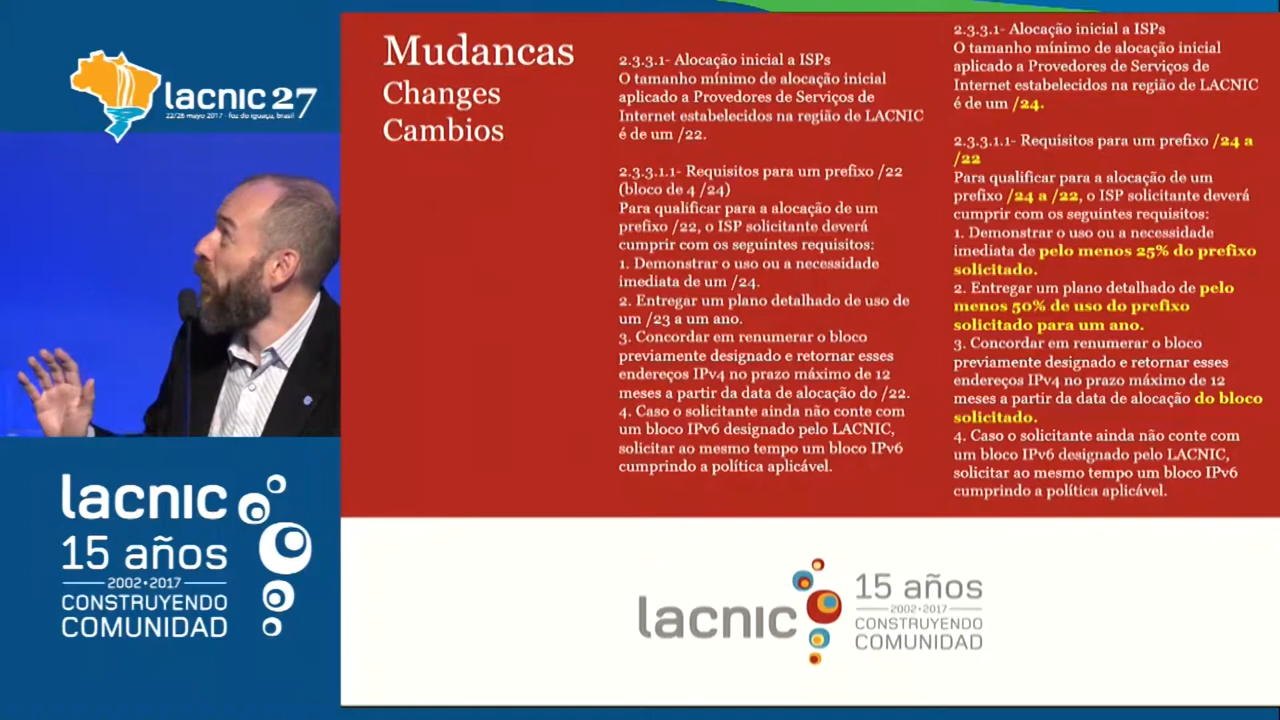 lacnic 27
22/26 mayo 2017 - foz do iguaçu, brasil
Mudancas
Changes
Cambios
2.3.3.1- Alocação inicial a ISPs
O tamanho mínimo de alocação inicial
aplicado a Provedores de Serviços de
Internet estabelecidos na região de LACNIC
é de um /22.
2.3.3.1.1- Requisitos para um prefixo /22
(bloco de 4 /24)
Para qualificar para a alocação de um
prefixo /22, o ISP solicitante deverá
cumprir com os seguintes requisitos:
1. Demonstrar o uso ou a necessidade
imediata de um /24.
2. Entregar um plano detalhado de uso de
um /23 a um ano.
3. Concordar em renumerar o bloco
previamente designado e retornar esses
endereços IPv4 no prazo máximo de 12
meses a partir da data de alocação do /22.
4. Caso o solicitante ainda não conte com
um bloco IPv6 designado pelo LACNIC,
solicitar ao mesmo tempo um bloco IPv6
cumprindo a política aplicável.
2.3.3.1- Alocação inicial a ISPs
O tamanho mínimo de alocação inicial
aplicado a Provedores de Serviços de
Internet estabelecidos na região de LACNIC
é de um /24.
2.3.3.1.1- Requisitos para um prefixo /24 a
/22
Para qualificar para a alocação de um
prefixo /24 a /22, o ISP solicitante deverá
cumprir com os seguintes requisitos:
1. Demonstrar o uso ou a necessidade
imediata de pelo menos 25% do prefixo
solicitado.
2. Entregar um plano detalhado de pelo
menos 50% de uso do prefixo
solicitado para um ano.
3. Concordar em renumerar o bloco
previamente designado e retornar esses
endereços IPv4 no prazo máximo de 12
meses a partir da data de alocação do bloco
solicitado.
4. Caso o solicitante ainda não conte com
um bloco IPv6 designado pelo LACNIC,
solicitar ao mesmo tempo um bloco IPv6
cumprindo a política aplicável.
lacnic
15 años
2002•2017
CONSTRUYENDO
COMUNIDAD
lacnic
15 años
2002•2017
CONSTRUYENDO
COMUNIDAD